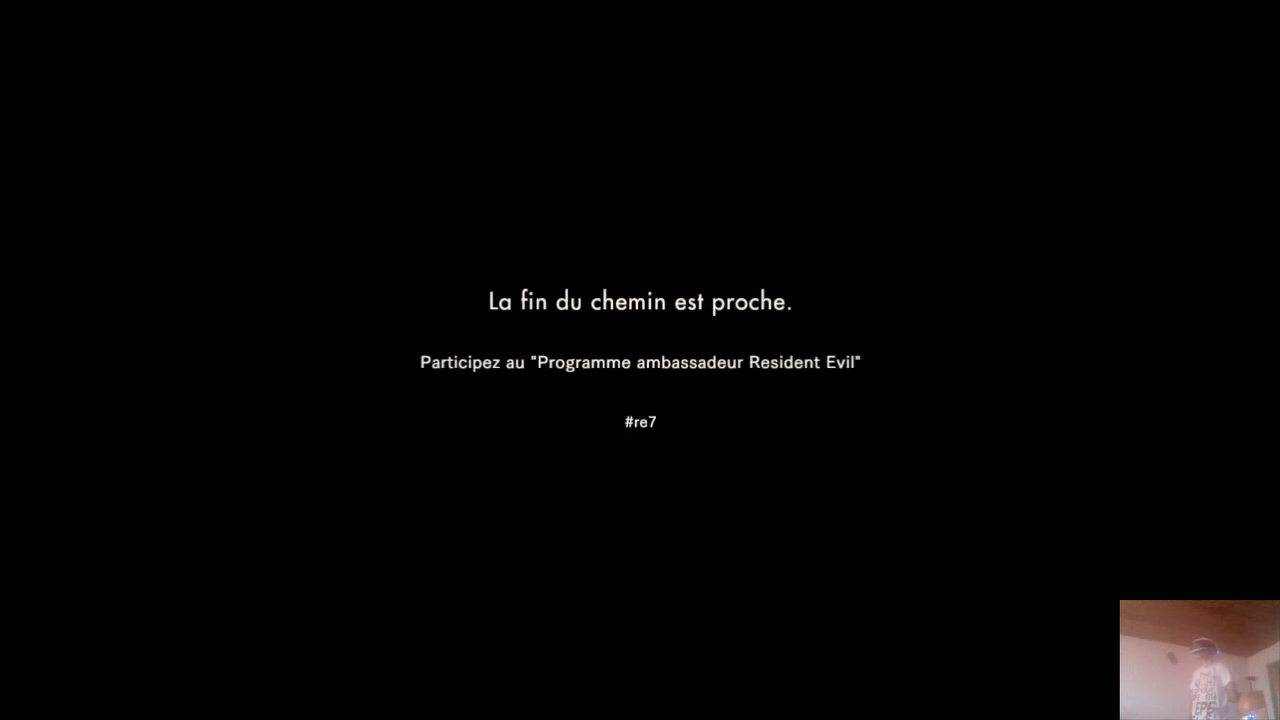 La fin du chemin est proche.
Participez au "Programme ambassadeur Resident Evil"
#re7